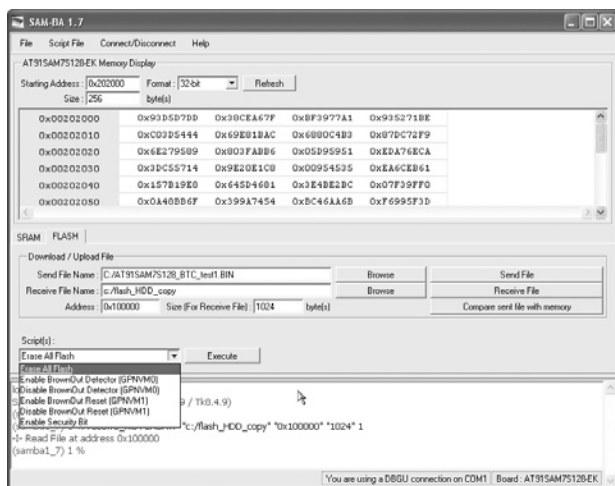 SAM-BA 1.7
File Script File Connect/Disconnect Help
AT91SAM7S128-EK Memory Display
Starting Address : 0x202000 Format : 32-bit Refresh
Size : 256 byte(s)
0x00202000 0x93D5D7DD 0x38CEA67F 0xBF3977A1 0x935271BE
0x00202010 0xC03D5444 0x69E81BAC 0x6880C4B3 0x87DC72F9
0x00202020 0x6E279589 0x803FABB6 0x05D95951 0xEDA76ECA
0x00202030 0x3DC55714 0x9E20E1C8 0x00954535 0xEA6CEB61
0x00202040 0x157B19E8 0x645D4681 0x3E4BE2BC 0x07F39FF0
0x00202050 0x0A48BB6F 0x399A7454 0xBC46AA6B 0xF6995F3D
SRAM FLASH
Download / Upload File
Send File Name : C:/AT91SAM7S128_BTC_test1.BIN Browse Send File
Receive File Name : c:/flash_HDD_copy Browse Receive File
Address : 0x100000 Size (For Receive File) : 1024 byte(s) Compare sent file with memory
Script(s) :
Erase All Flash Execute
Erase All Flash
Enable BrownOut Detector (GPNVM0)
Disable BrownOut Detector (GPNVM0)
Enable BrownOut Reset (GPNVM1) 9 / Tk8.4.9)
Disable BrownOut Reset (GPNVM1)
Enable Security Bit "c:/flash_HDD_copy" "0x100000" "1024" 1
-I- Read File at address 0x100000
(samba1_7) 1 %
You are using a DBGU connection on COM1 Board : AT91SAM7S128-EK